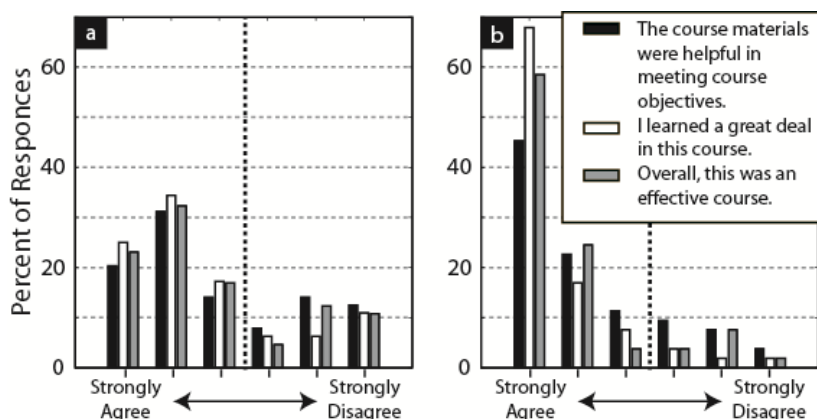 a
b
Percent of Responces
60
40
20
0
60
40
20
0
The course materials
were helpful in
meeting course
objectives.
I learned a great deal
in this course.
Overall, this was an
effective course.
Strongly
Agree
Strongly
Disagree
Strongly
Agree
Strongly
Disagree